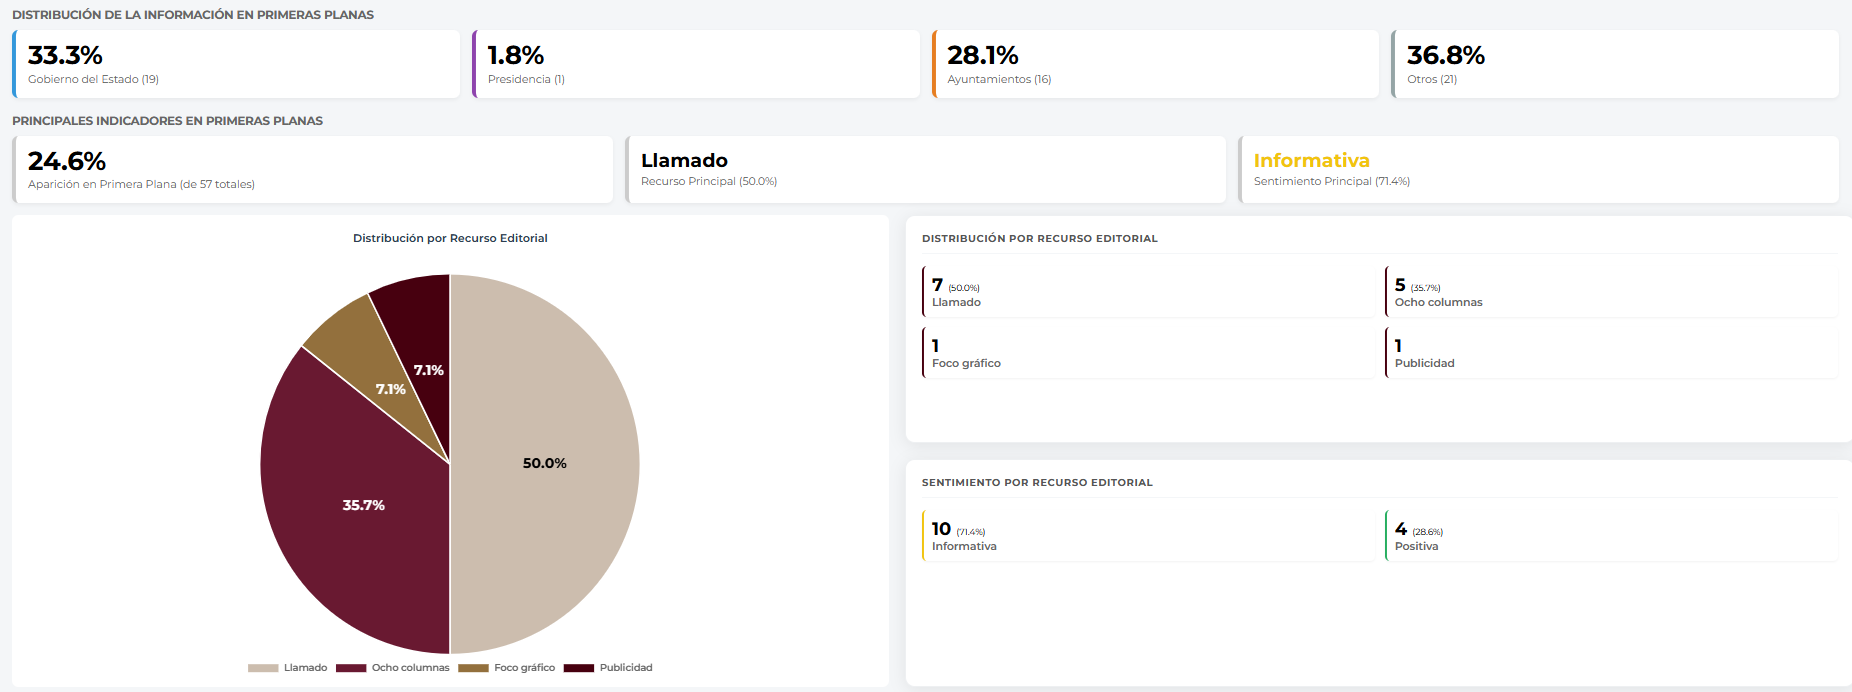 DISTRIBUCIÓN DE LA INFORMACIÓN EN PRIMERAS PLANAS
33.3%
Gobierno del Estado (19)
1.8%
Presidencia (1)
28.1%
Ayuntamientos (16)
36.8%
Otros (21)
PRINCIPALES INDICADORES EN PRIMERAS PLANAS
24.6%
Aparición en Primera Plana (de 57 totales)
Llamado
Recurso Principal (50.0%)
Informativa
Sentimiento Principal (71.4%)
Distribución por Recurso Editorial
7.1%
7.1%
50.0%
35.7%
Llamado
Ocho columnas
Foco gráfico
Publicidad
DISTRIBUCIÓN POR RECURSO EDITORIAL
7 (50.0%)
Llamado
5 (35.7%)
Ocho columnas
1
Foco gráfico
1
Publicidad
SENTIMIENTO POR RECURSO EDITORIAL
10 (71.4%)
Informativa
4 (28.6%)
Positiva